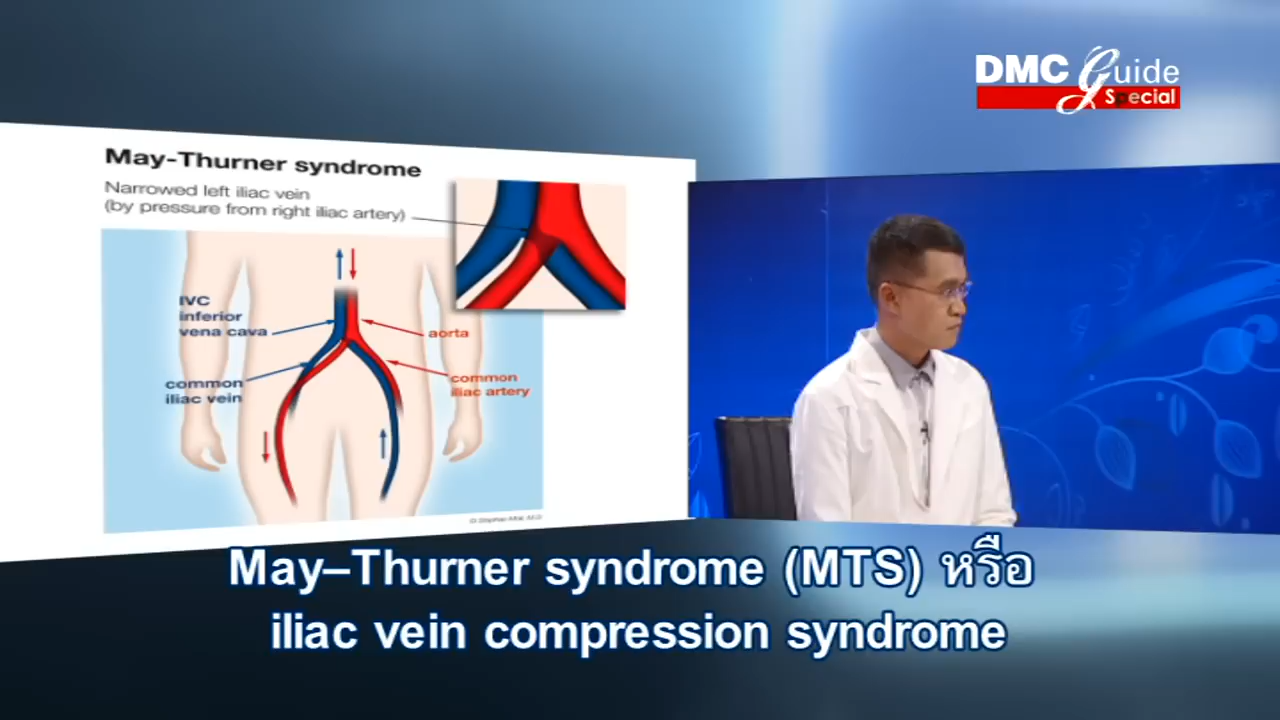 DMC Guide
Special
May-Thurner syndrome
Narrowed left iliac vein
(by pressure from right iliac artery)
IVC
inferior
vena cava
aorta
common
iliac vein
common
iliac artery
May–Thurner syndrome (MTS) หรือ
iliac vein compression syndrome